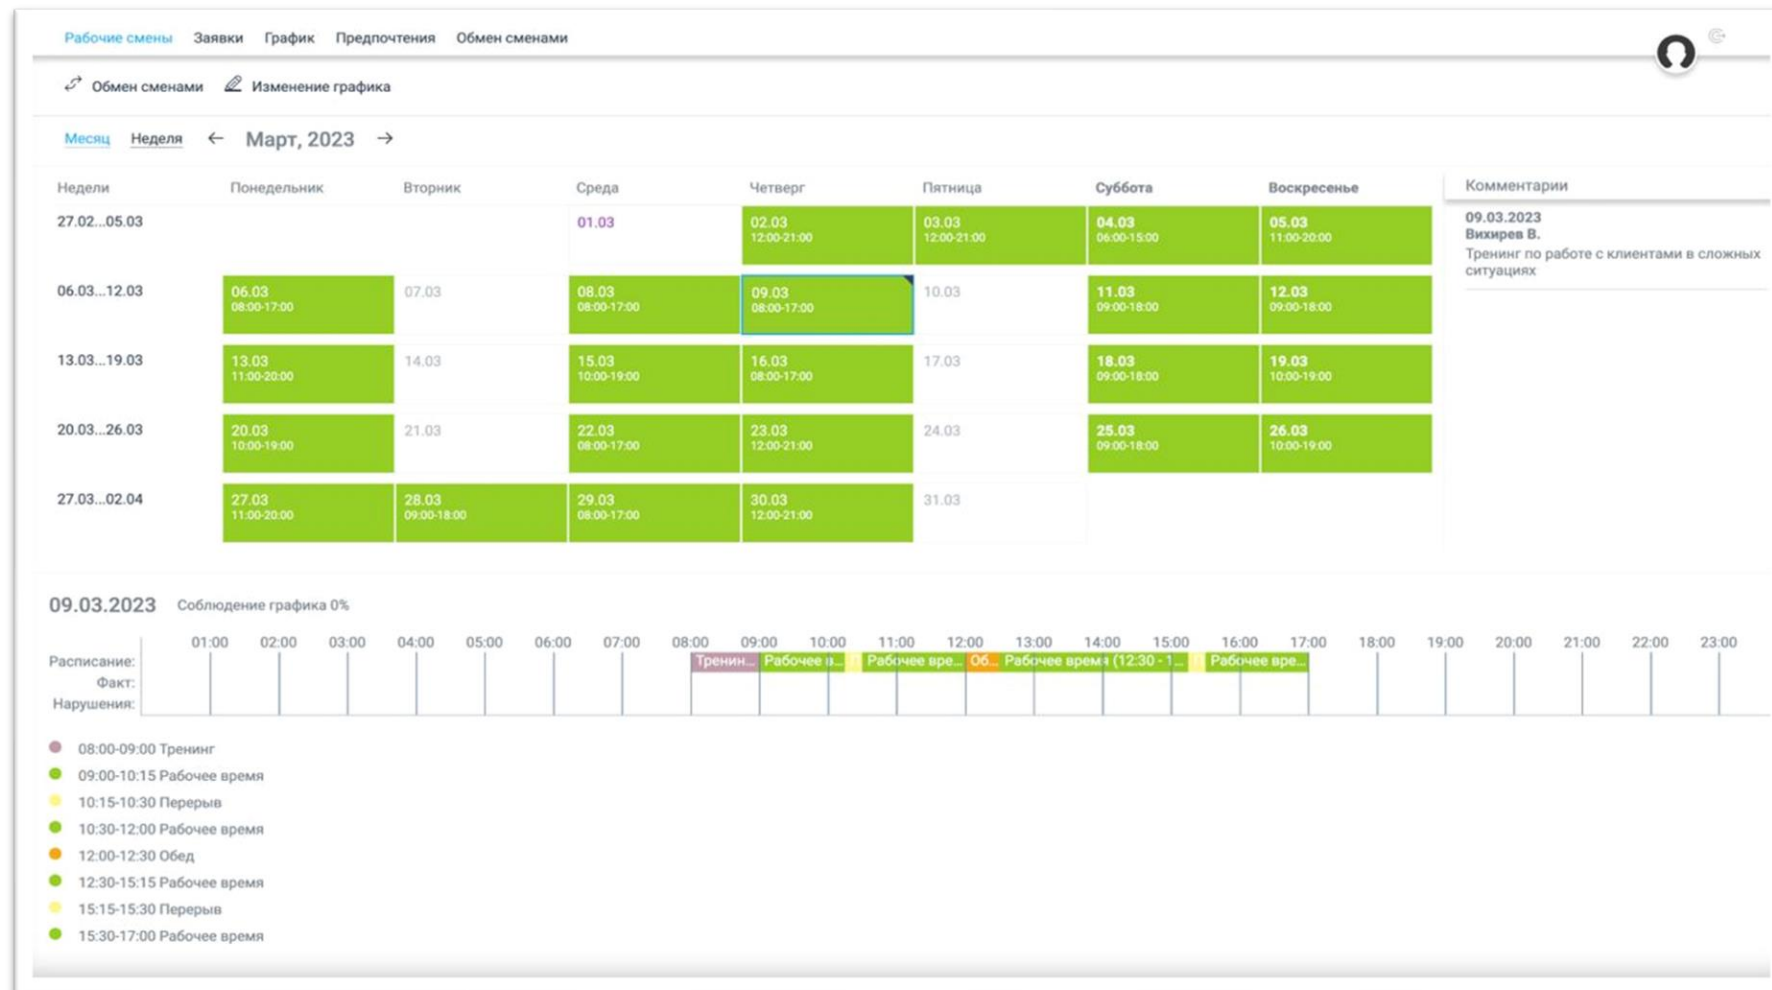 Рабочие смены Заявки График Предпочтения Обмен сменами
Обмен сменами Изменение графика
Месяц Неделя ← Март, 2023 →
Недели Понедельник Вторник Среда Четверг Пятница Суббота Воскресенье
27.02...05.03 01.03 02.03 03.03 04.03 05.03
12:00-21:00 12:00-21:00 06:00-15:00 11:00-20:00
06.03...12.03 06.03 07.03 08.03 09.03 10.03 11.03 12.03
08:00-17:00 08:00-17:00 08:00-17:00 09:00-18:00 09:00-18:00
13.03...19.03 13.03 14.03 15.03 16.03 17.03 18.03 19.03
11:00-20:00 10:00-19:00 08:00-17:00 09:00-18:00 10:00-19:00
20.03...26.03 20.03 21.03 22.03 23.03 24.03 25.03 26.03
10:00-19:00 08:00-17:00 12:00-21:00 09:00-18:00 10:00-19:00
27.03...02.04 27.03 28.03 29.03 30.03 31.03
11:00-20:00 09:00-18:00 08:00-17:00 12:00-21:00
Комментарии
09.03.2023
Вихирев В.
Тренинг по работе с клиентами в сложных
ситуациях
09.03.2023 Соблюдение графика 0%
01:00 02:00 03:00 04:00 05:00 06:00 07:00 08:00 09:00 10:00 11:00 12:00 13:00 14:00 15:00 16:00 17:00 18:00 19:00 20:00 21:00 22:00 23:00
Расписание: Тренин... Рабочее в... Рабочее вре... Об... Рабочее время (12:30 - 1... Рабочее вре...
Факт:
Нарушения:
08:00-09:00 Тренинг
09:00-10:15 Рабочее время
10:15-10:30 Перерыв
10:30-12:00 Рабочее время
12:00-12:30 Обед
12:30-15:15 Рабочее время
15:15-15:30 Перерыв
15:30-17:00 Рабочее время